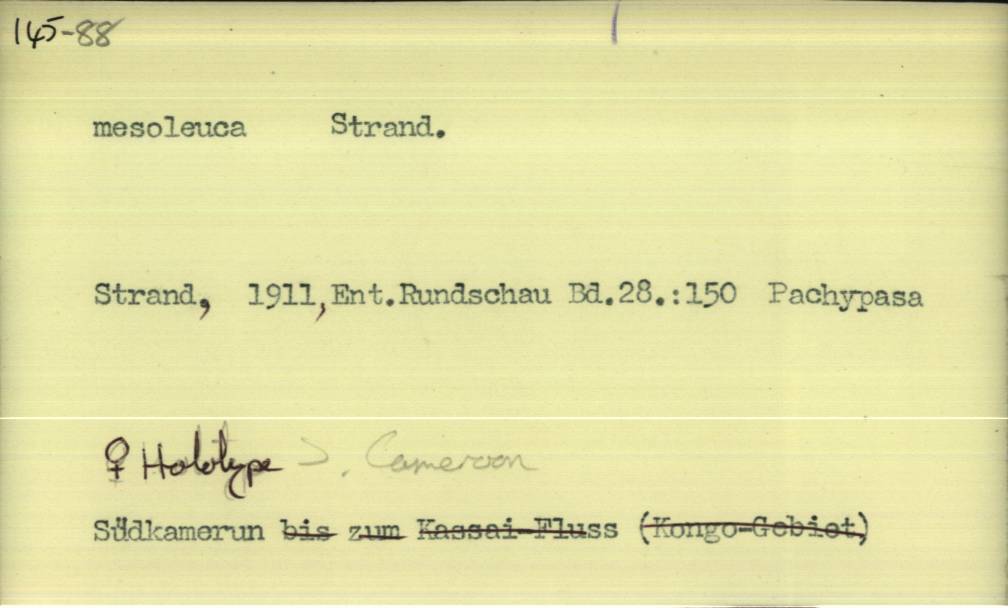 145-88
mesoleuca Strand.
Strand, 1911, Ent.Rundschau Bd.28.:150 Pachypasa
♀ Holotype S. Cameroon
Südkamerun bis zum Kassai-Fluss (Kongo-Gebiet)